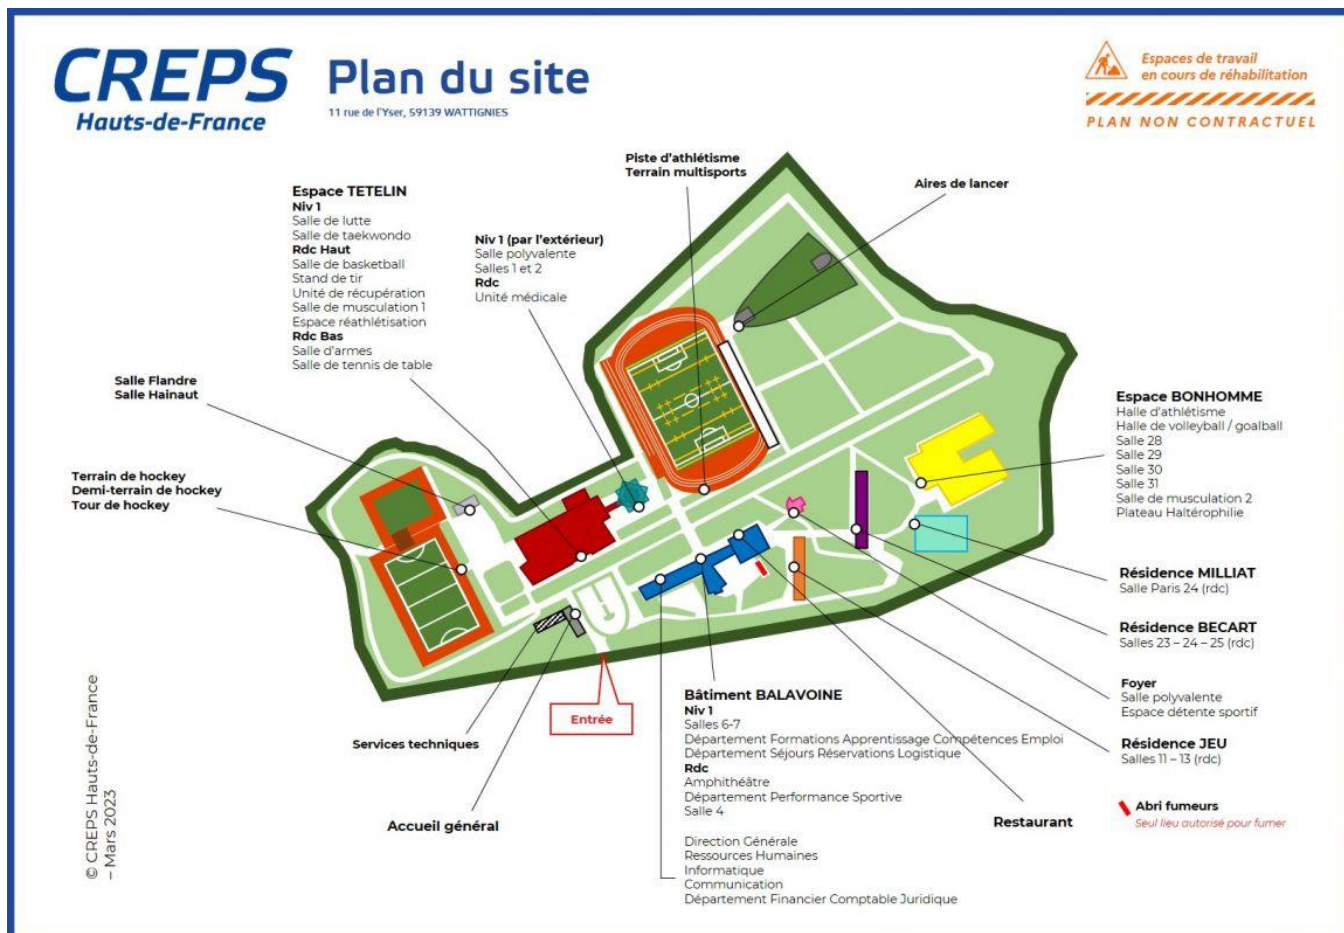 CREPS
Hauts-de-France
Plan du site
11 rue de l'Yser, 59139 WATTIGNIES
Espaces de travail
en cours de réhabilitation
PLAN NON CONTRACTUEL
Piste d'athlétisme
Terrain multisports
Aires de lancer
Espace TETELIN
Niv 1
Salle de lutte
Salle de taekwondo
Rdc Haut
Salle de basketball
Stand de tir
Unité de récupération
Salle de musculation 1
Espace réathlétisation
Rdc Bas
Salle d'armes
Salle de tennis de table
Niv 1 (par l'extérieur)
Salle polyvalente
Salles 1 et 2
Rdc
Unité médicale
Salle Flandre
Salle Hainaut
Terrain de hockey
Demi-terrain de hockey
Tour de hockey
Espace BONHOMME
Halle d'athlétisme
Halle de volleyball / goalball
Salle 28
Salle 29
Salle 30
Salle 31
Salle de musculation 2
Plateau Haltérophilie
Résidence MILLIAT
Salle Paris 24 (rdc)
Résidence BECART
Salles 23 – 24 – 25 (rdc)
Foyer
Salle polyvalente
Espace détente sportif
Résidence JEU
Salles 11 – 13 (rdc)
Abri fumeurs
Seul lieu autorisé pour fumer
Entrée
Services techniques
Accueil général
Bâtiment BALAVOINE
Niv 1
Salles 6-7
Département Formations Apprentissage Compétences Emploi
Département Séjours Réservations Logistique
Rdc
Amphithéâtre
Département Performance Sportive
Salle 4
Direction Générale
Ressources Humaines
Informatique
Communication
Département Financier Comptable Juridique
Restaurant
© CREPS Hauts-de-France
– Mars 2023